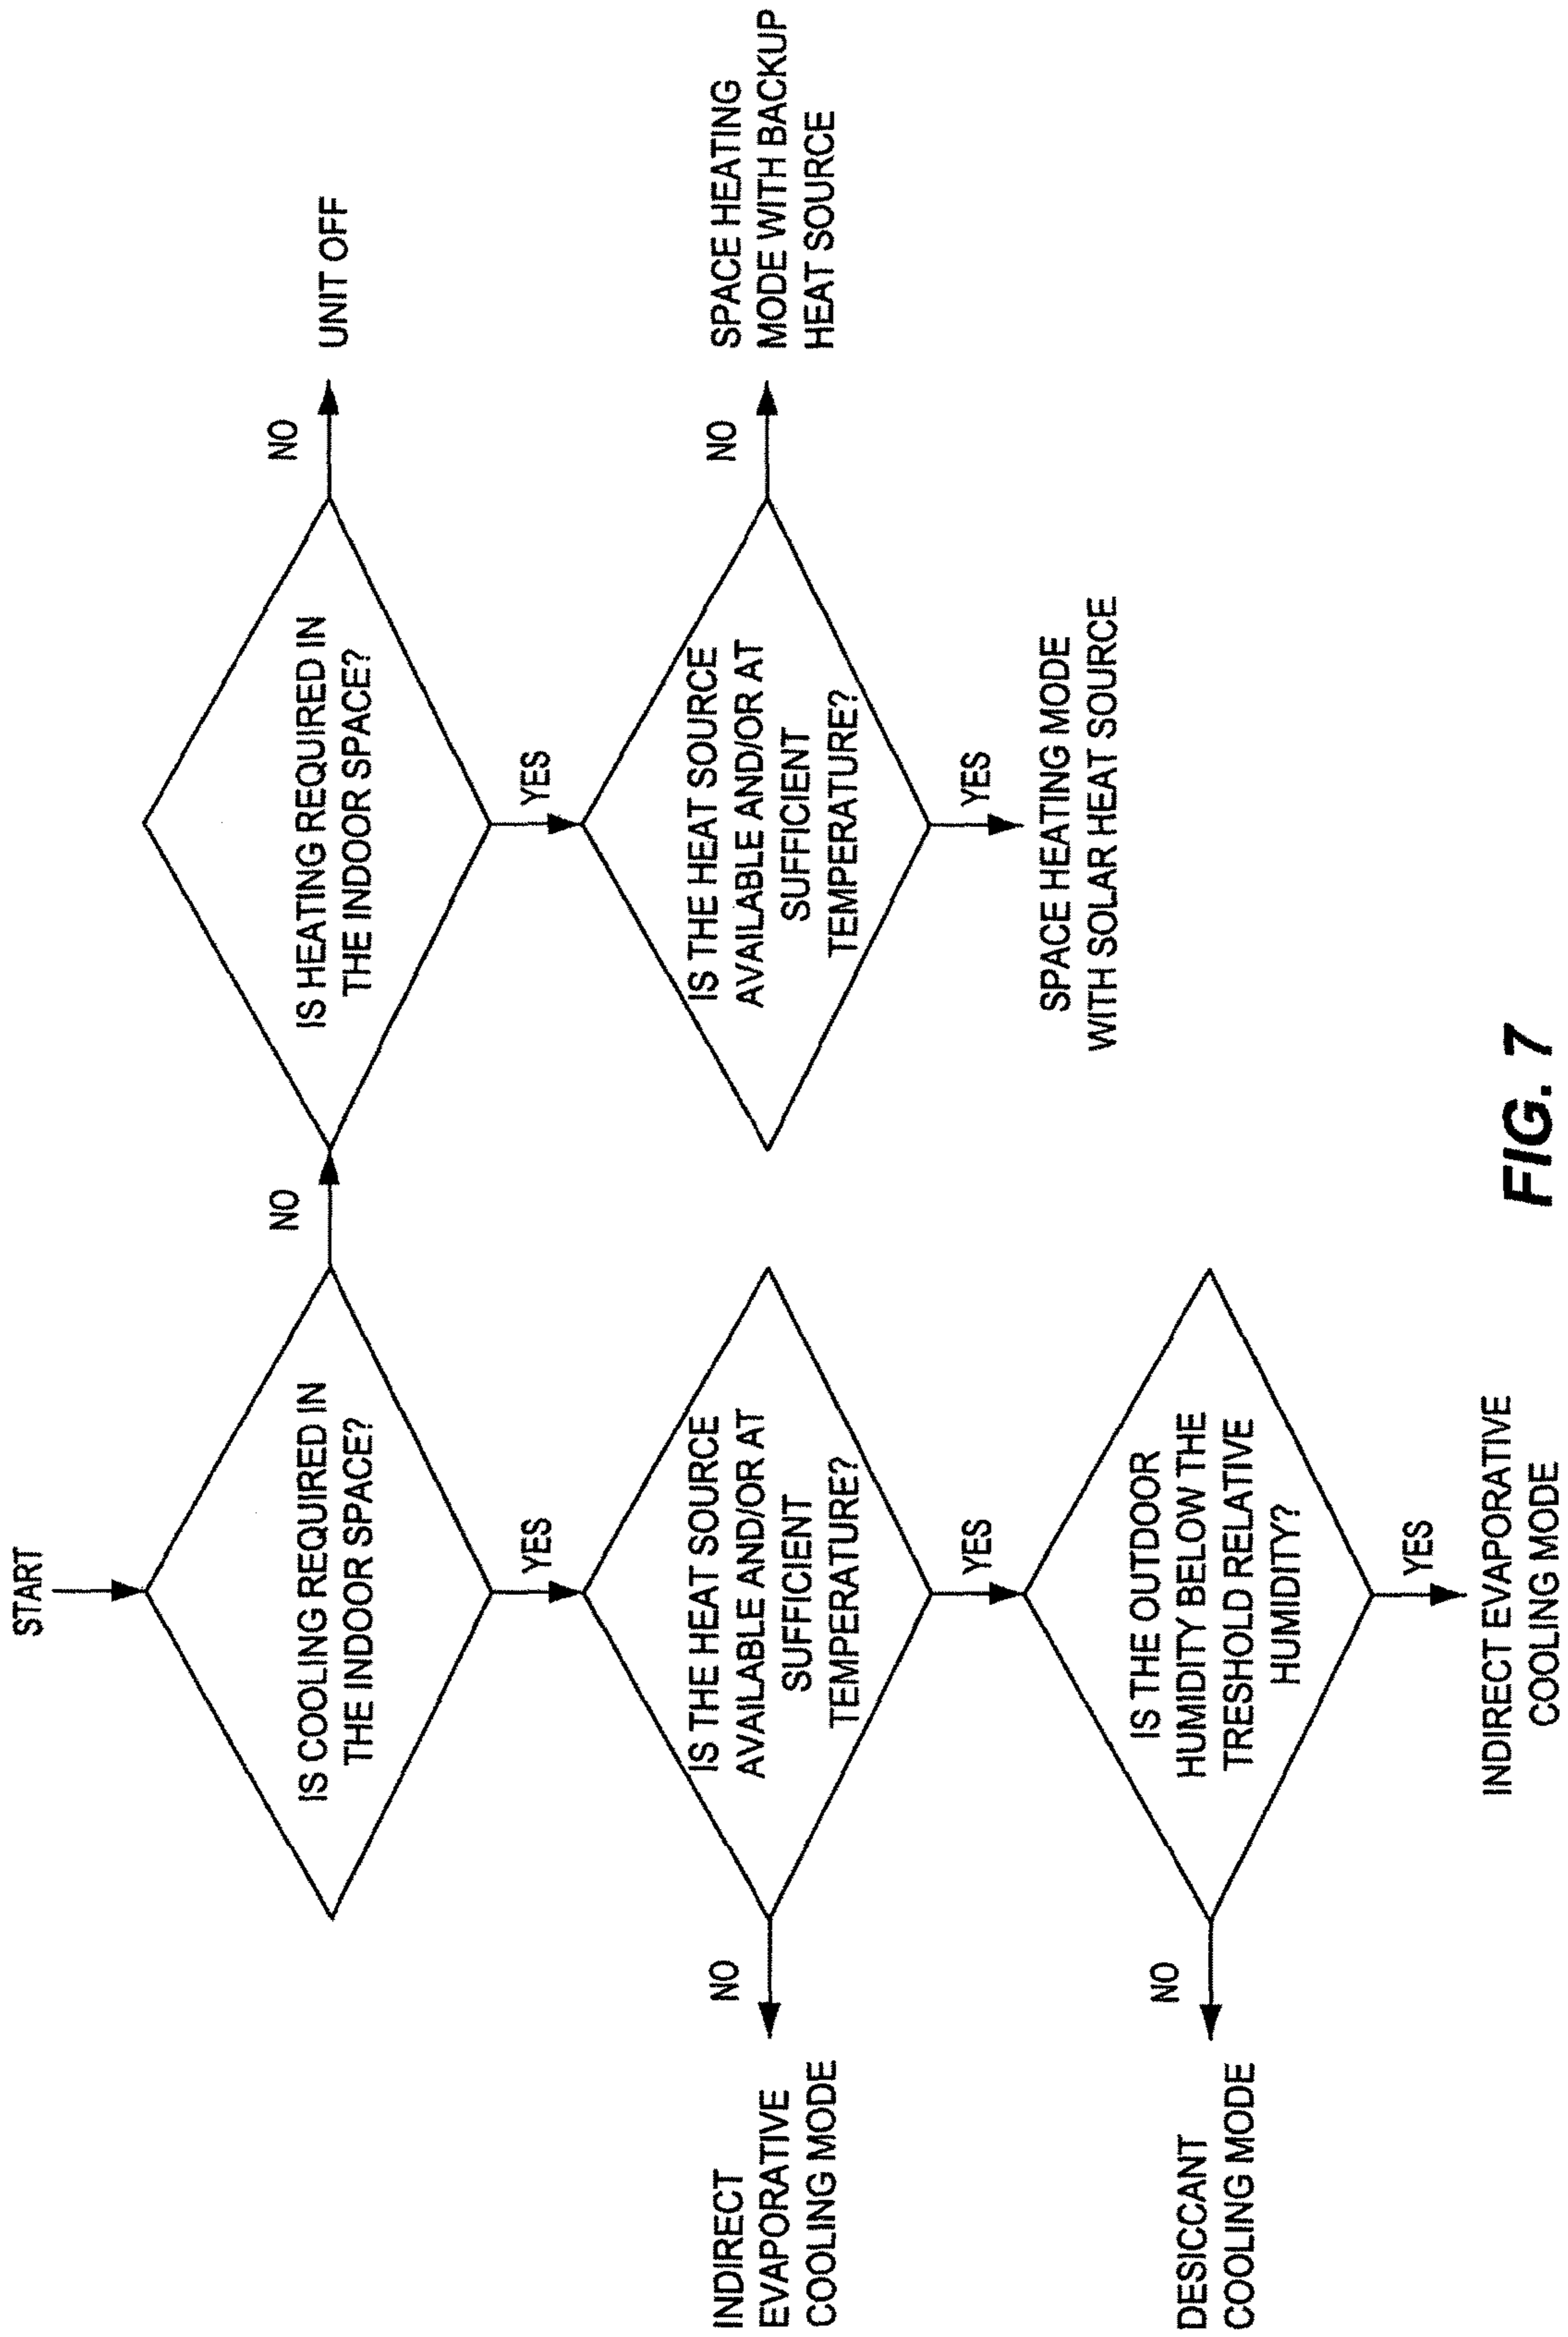 START
IS COOLING REQUIRED IN
THE INDOOR SPACE?
NO
IS HEATING REQUIRED IN
THE INDOOR SPACE?
NO
UNIT OFF
YES
YES
INDIRECT
EVAPORATIVE
COOLING MODE
NO
IS THE HEAT SOURCE
AVAILABLE AND/OR AT
SUFFICIENT
TEMPERATURE?
IS THE HEAT SOURCE
AVAILABLE AND/OR AT
SUFFICIENT
TEMPERATURE?
NO
SPACE HEATING
MODE WITH BACKUP
HEAT SOURCE
YES
YES
DESICCANT
COOLING MODE
NO
IS THE OUTDOOR
HUMIDITY BELOW THE
TRESHOLD RELATIVE
HUMIDITY?
SPACE HEATING MODE
WITH SOLAR HEAT SOURCE
YES
INDIRECT EVAPORATIVE
COOLING MODE
FIG. 7